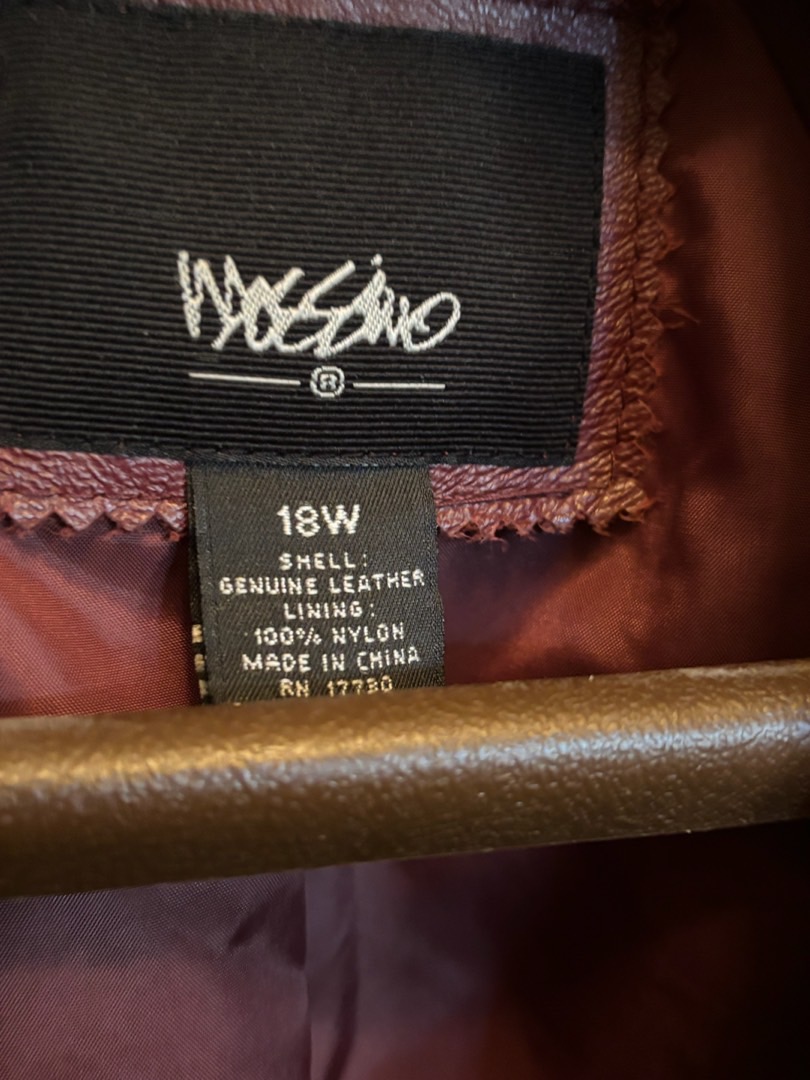 Mossimo
®
18W
SHELL:
GENUINE LEATHER
LINING:
100% NYLON
MADE IN CHINA
RN 17730